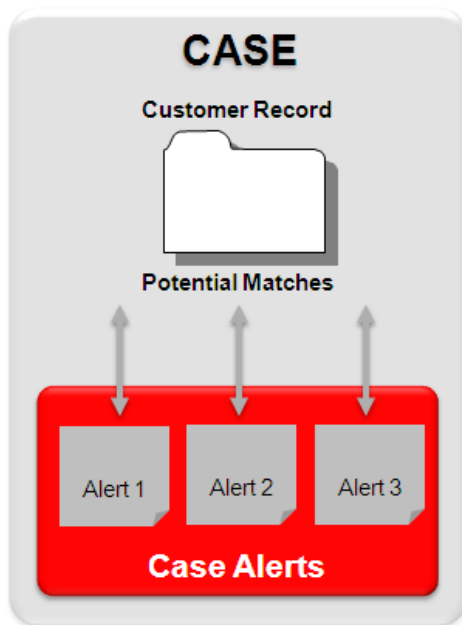 CASE
Customer Record
Potential Matches
Alert 1
Alert 2
Alert 3
Case Alerts